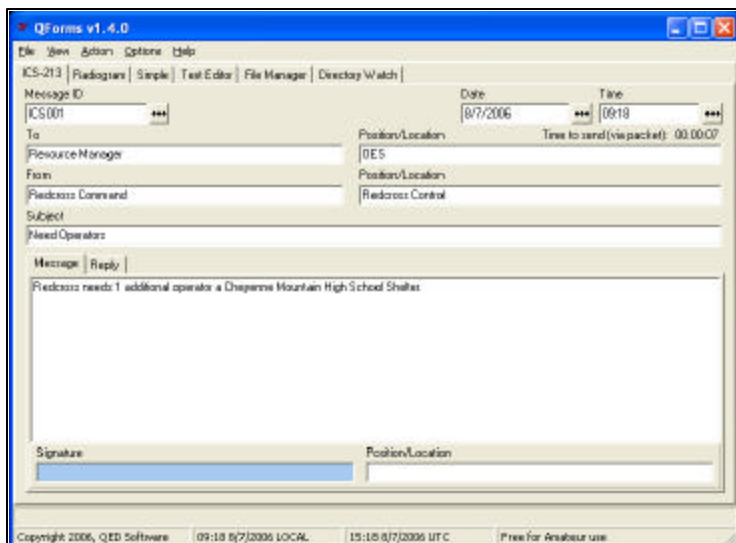 QForms v1.4.0
File View Action Options Help
ICS-213 Radiogram Simple Text Editor File Manager Directory Watch
Message ID Date Time
ICS001 ••• 8/7/2006 ••• 09:18 •••
To Position/Location Time to send (via packet): 00:00:07
Resource Manager OES
From Position/Location
Redcross Command Redcross Control
Subject
Need Operators
Message Reply
Redcross needs 1 additional operator a Cheyenne Mountain High School Shelter.
Signature Position/Location
Copyright 2006, QED Software 09:18 8/7/2006 LOCAL 15:18 8/7/2006 UTC Free for Amateur use